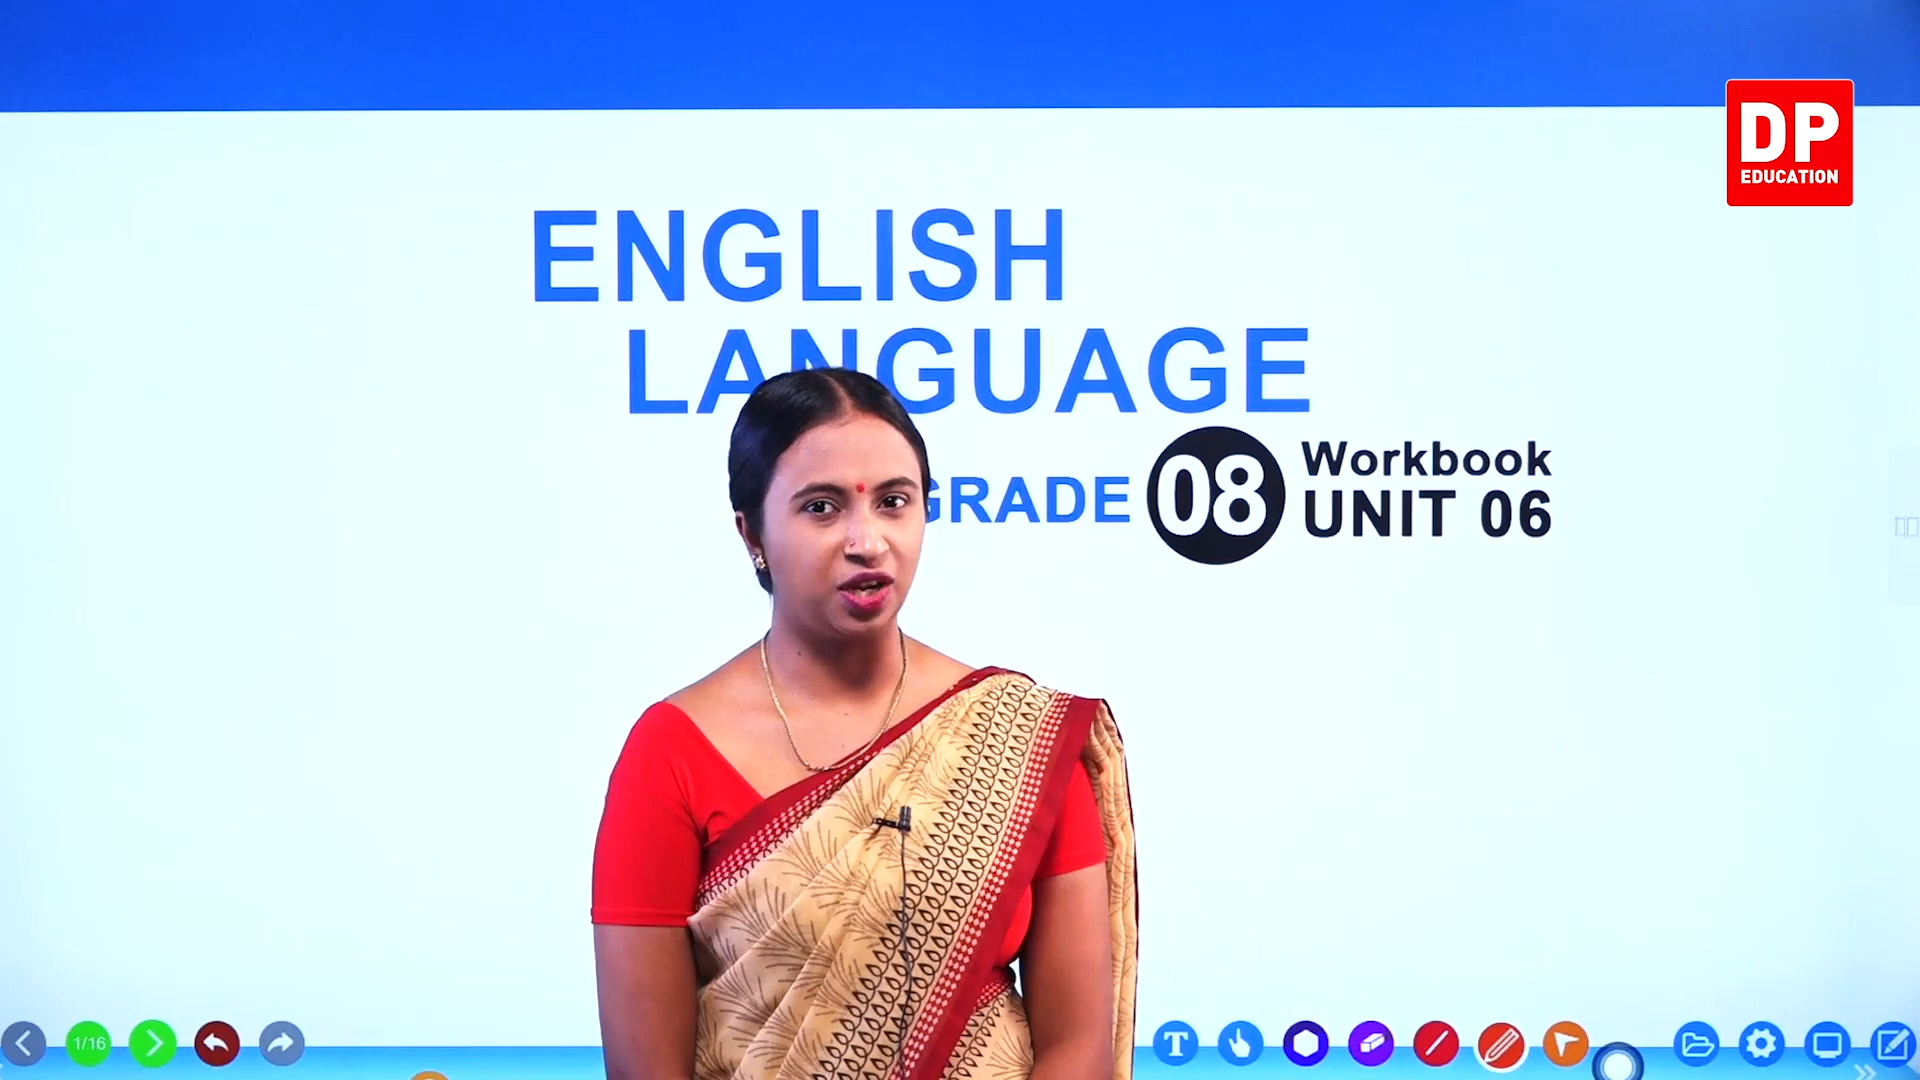 DP
EDUCATION
ENGLISH
LANGUAGE
GRADE 08 Workbook
UNIT 06
1/16
T